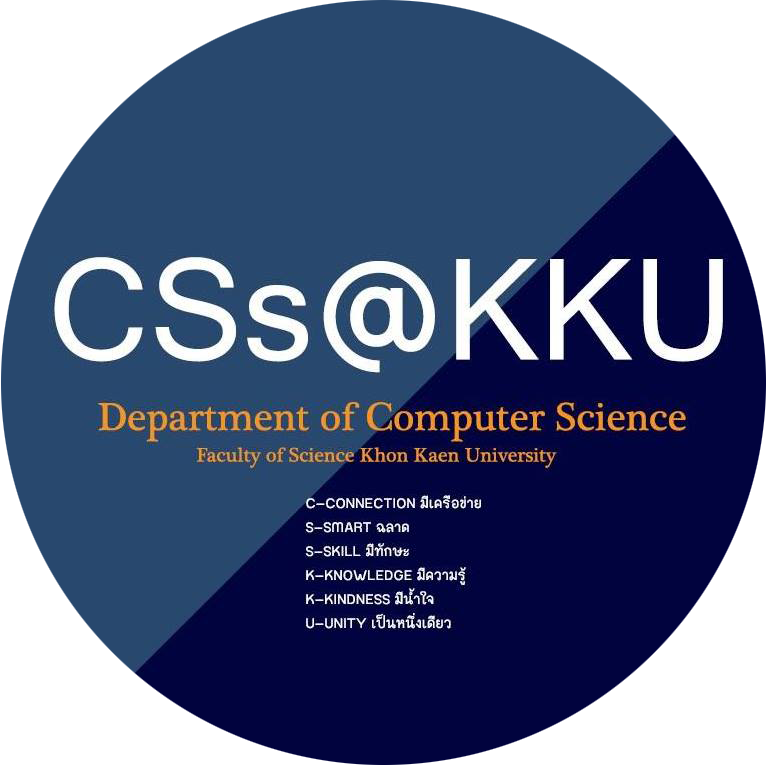 CSs@KKU
Department of Computer Science
Faculty of Science Khon Kaen University
C-CONNECTION มีเครือข่าย
S-SMART ฉลาด
S-SKILL มีทักษะ
K-KNOWLEDGE มีความรู้
K-KINDNESS มีน้ำใจ
U-UNITY เป็นหนึ่งเดียว